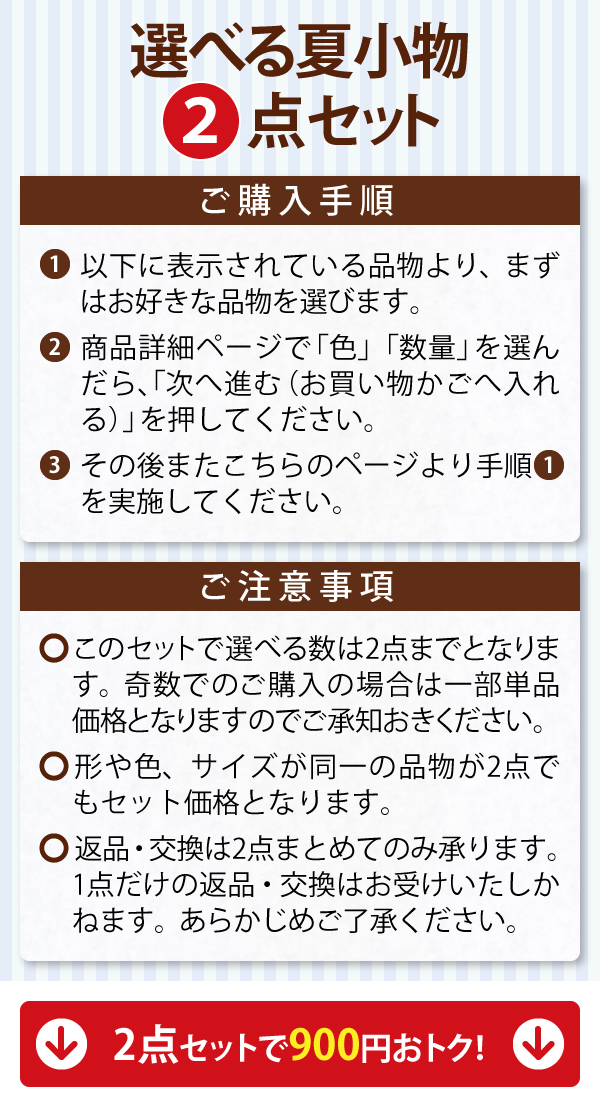 選べる夏小物
2点セット
ご購入手順
1 以下に表示されている品物より、まず
はお好きな品物を選びます。
2 商品詳細ページで「色」「数量」を選ん
だら、「次へ進む(お買い物かごへ入れ
る)」を押してください。
3 その後またこちらのページより手順1
を実施してください。
ご注意事項
○このセットで選べる数は2点までとなりま
す。奇数でのご購入の場合は一部単品
価格となりますのでご承知おきください。
○形や色、サイズが同一の品物が2点で
もセット価格となります。
○返品・交換は2点まとめてのみ承ります。
1点だけの返品・交換はお受けいたしか
ねます。あらかじめご了承ください。
2点セットで900円おトク!